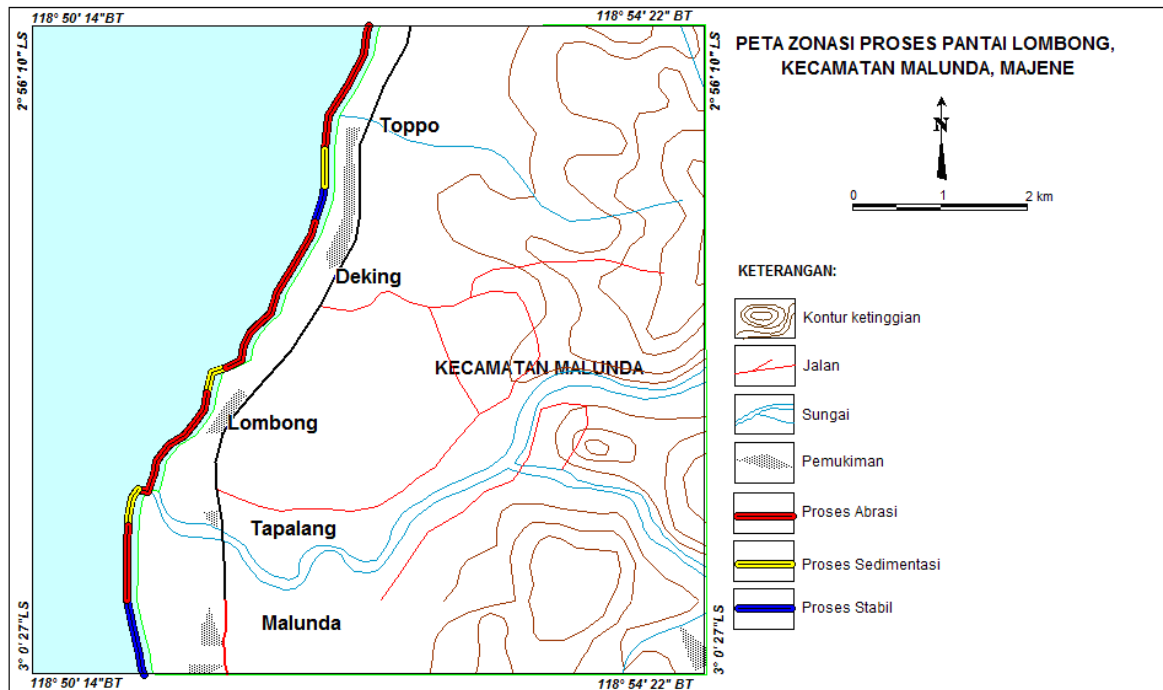 118° 50' 14"BT
118° 54' 22" BT
2° 56' 10" LS
2° 56' 10" LS
PETA ZONASI PROSES PANTAI LOMBONG,
KECAMATAN MALUNDA, MAJENE
N
0 1 2 km
Toppo
Deking
KECAMATAN MALUNDA
Lombong
Tapalang
Malunda
KETERANGAN:
Kontur ketinggian
Jalan
Sungai
Pemukiman
Proses Abrasi
Proses Sedimentasi
Proses Stabil
3° 0' 27" LS
3° 0' 27" LS
118° 50' 14"BT
118° 54' 22" BT